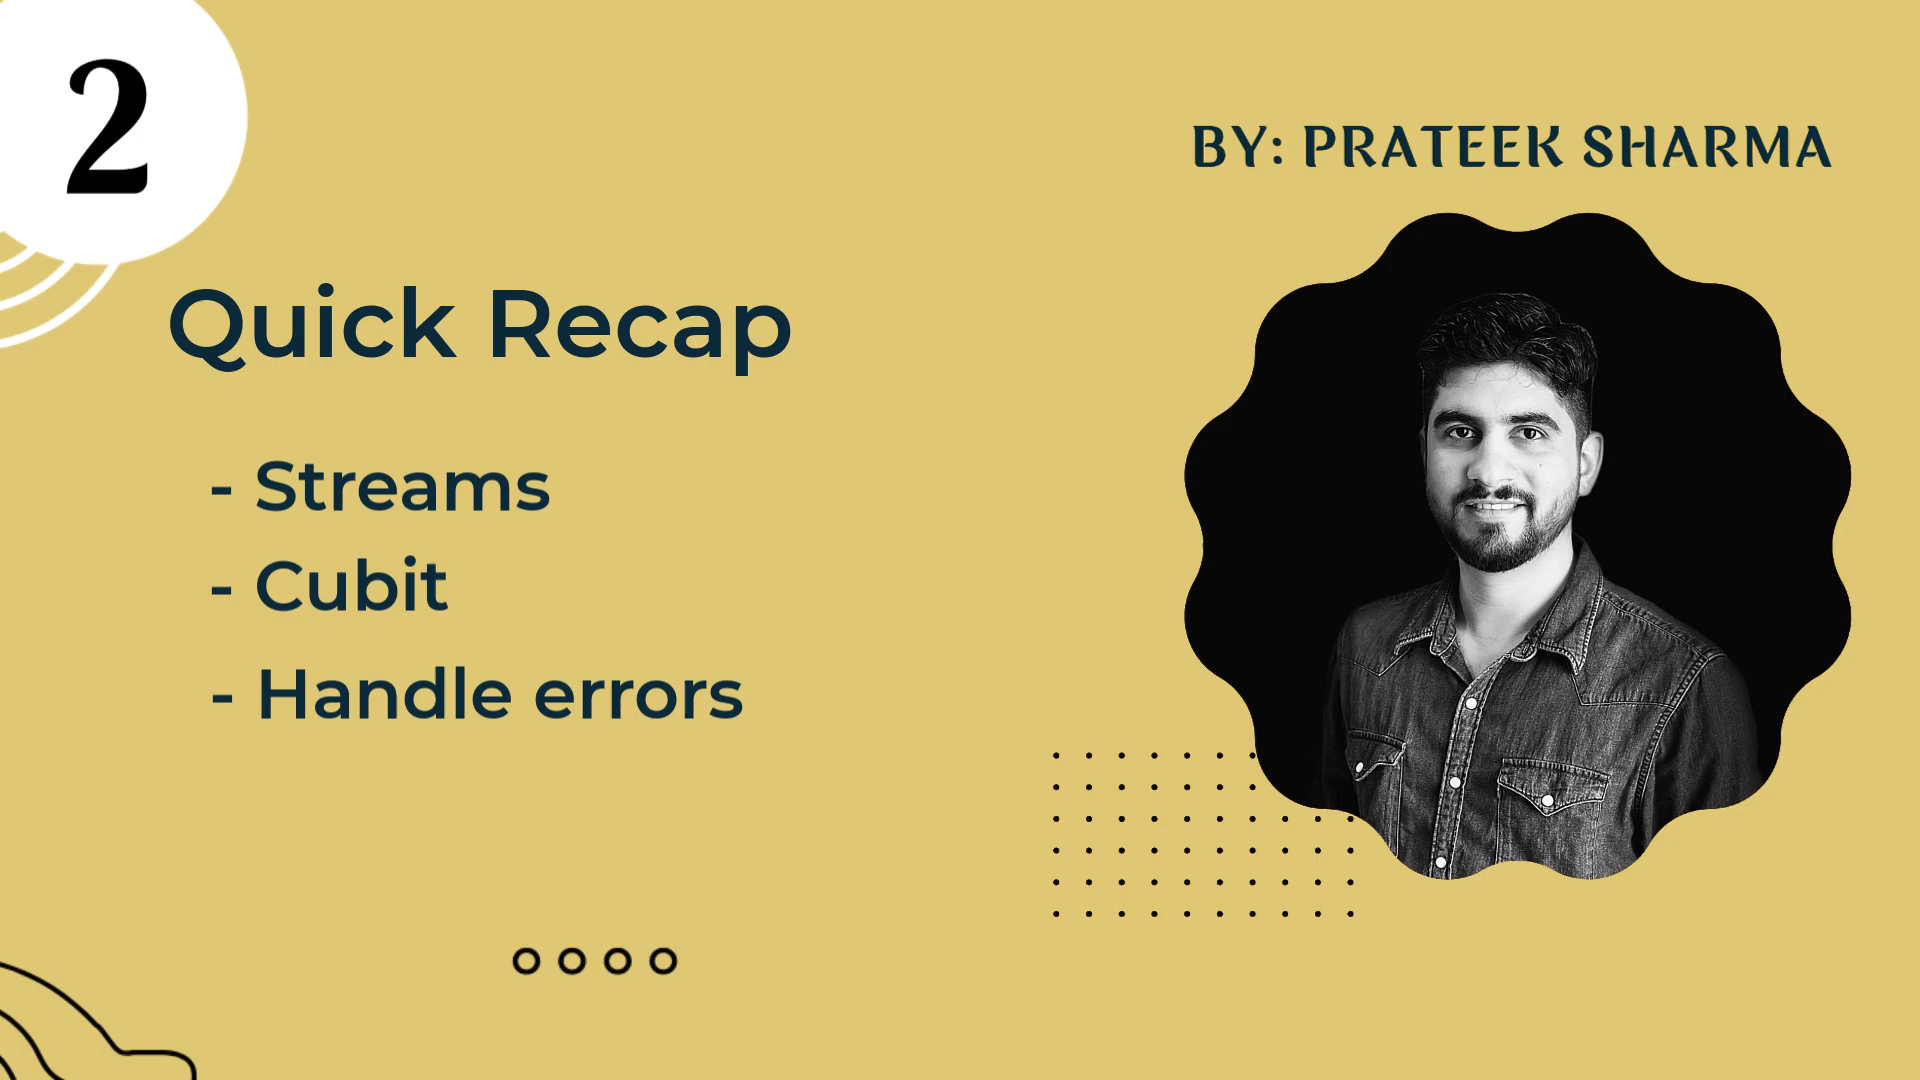 2
BY: PRATEEK SHARMA
Quick Recap
- Streams
- Cubit
- Handle errors